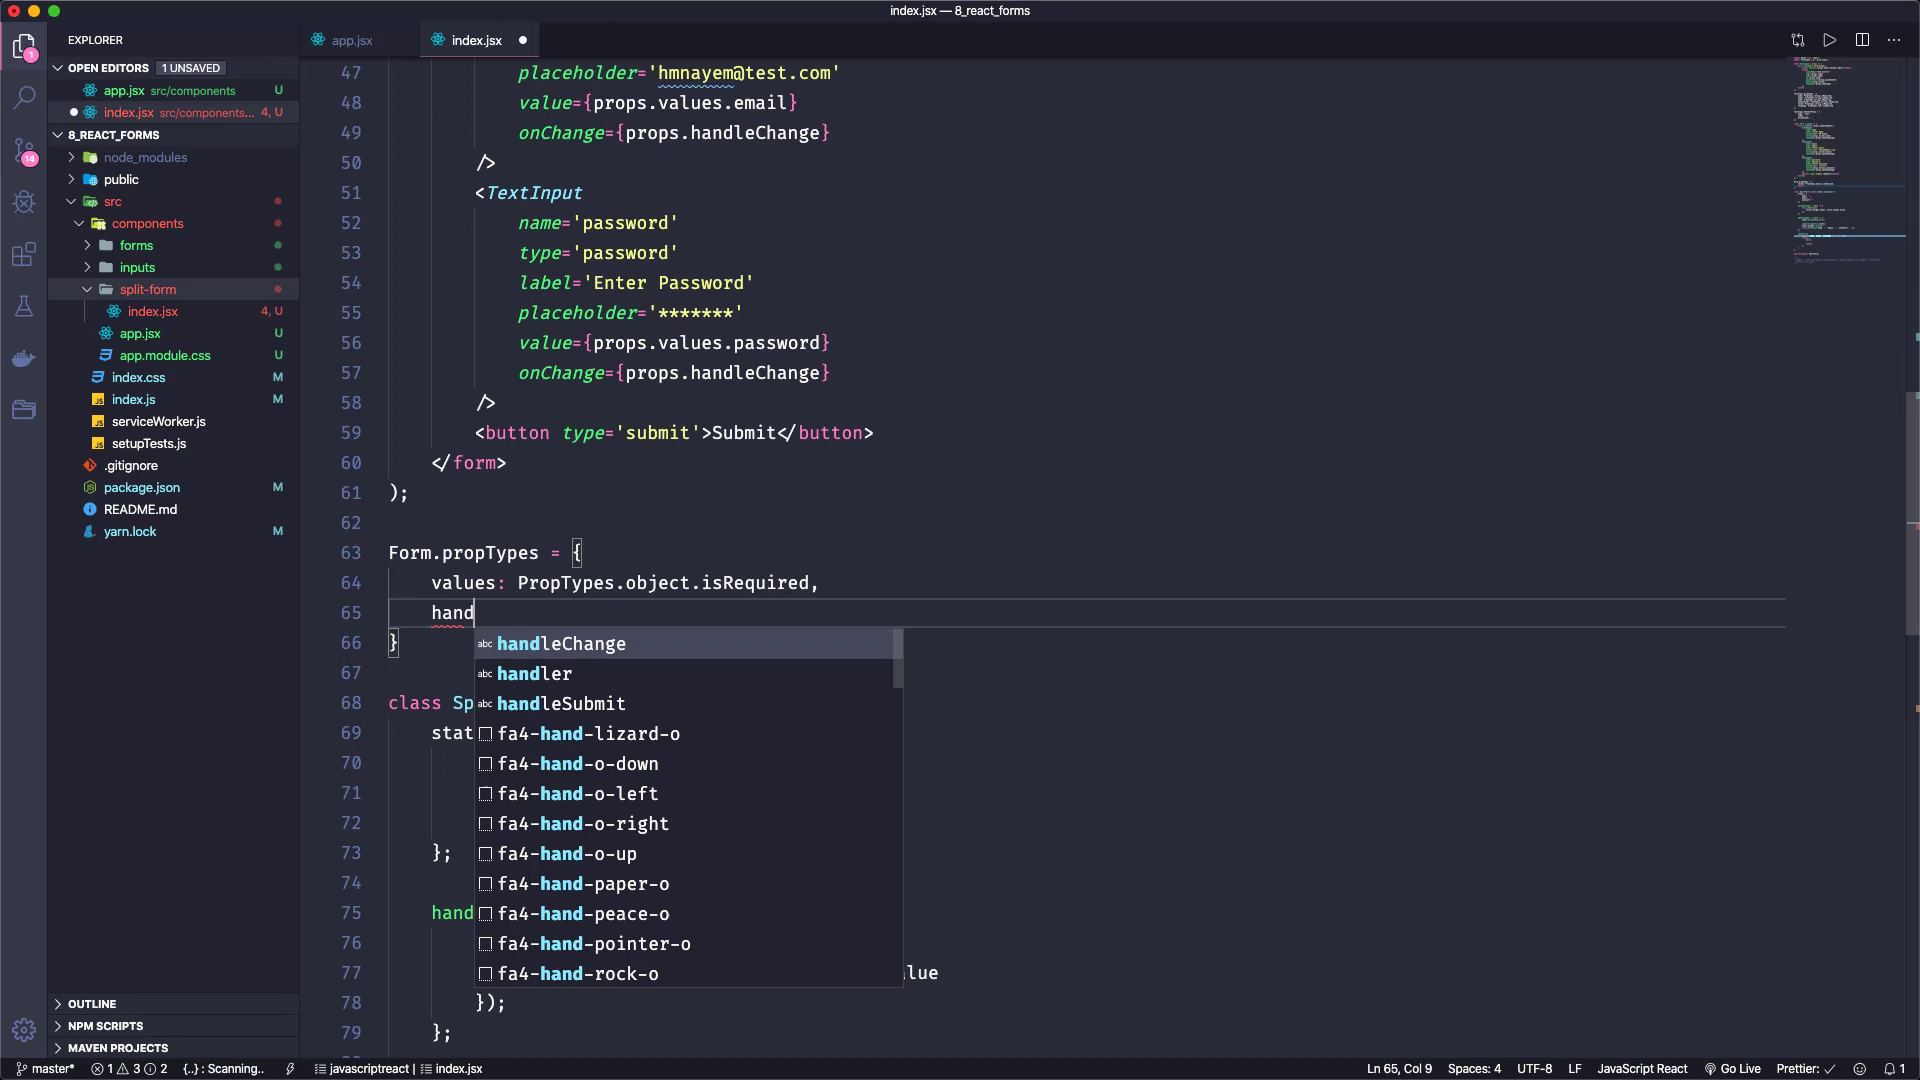 index.jsx — 8_react_forms
EXPLORER
OPEN EDITORS 1 UNSAVED
app.jsx src/components U
index.jsx src/components... 4, U
8_REACT_FORMS
node_modules
public
src
components
forms
inputs
split-form
index.jsx 4, U
app.jsx U
app.module.css U
index.css M
index.js M
serviceWorker.js
setupTests.js
.gitignore
package.json M
README.md
yarn.lock M
OUTLINE
NPM SCRIPTS
MAVEN PROJECTS
1
14
app.jsx
index.jsx
47 placeholder='hmnayem@test.com'
48 value={props.values.email}
49 onChange={props.handleChange}
50 />
51 <TextInput
52 name='password'
53 type='password'
54 label='Enter Password'
55 placeholder='*******'
56 value={props.values.password}
57 onChange={props.handleChange}
58 />
59 <button type='submit'>Submit</button>
60 </form>
61 );
62
63 Form.propTypes = {
64 values: PropTypes.object.isRequired,
65 hand
66 }
67
68 class Sp
69 stat
70
71
72
73 };
74
75 hand
76
77 lue
78 });
79 };
abc handleChange
abc handler
abc handleSubmit
fa4-hand-lizard-o
fa4-hand-o-down
fa4-hand-o-left
fa4-hand-o-right
fa4-hand-o-up
fa4-hand-paper-o
fa4-hand-peace-o
fa4-hand-pointer-o
fa4-hand-rock-o
master* 1 3 2 {..} : Scanning.. javascriptreact | index.jsx Ln 65, Col 9 Spaces: 4 UTF-8 LF JavaScript React Go Live Prettier: ✓ 1